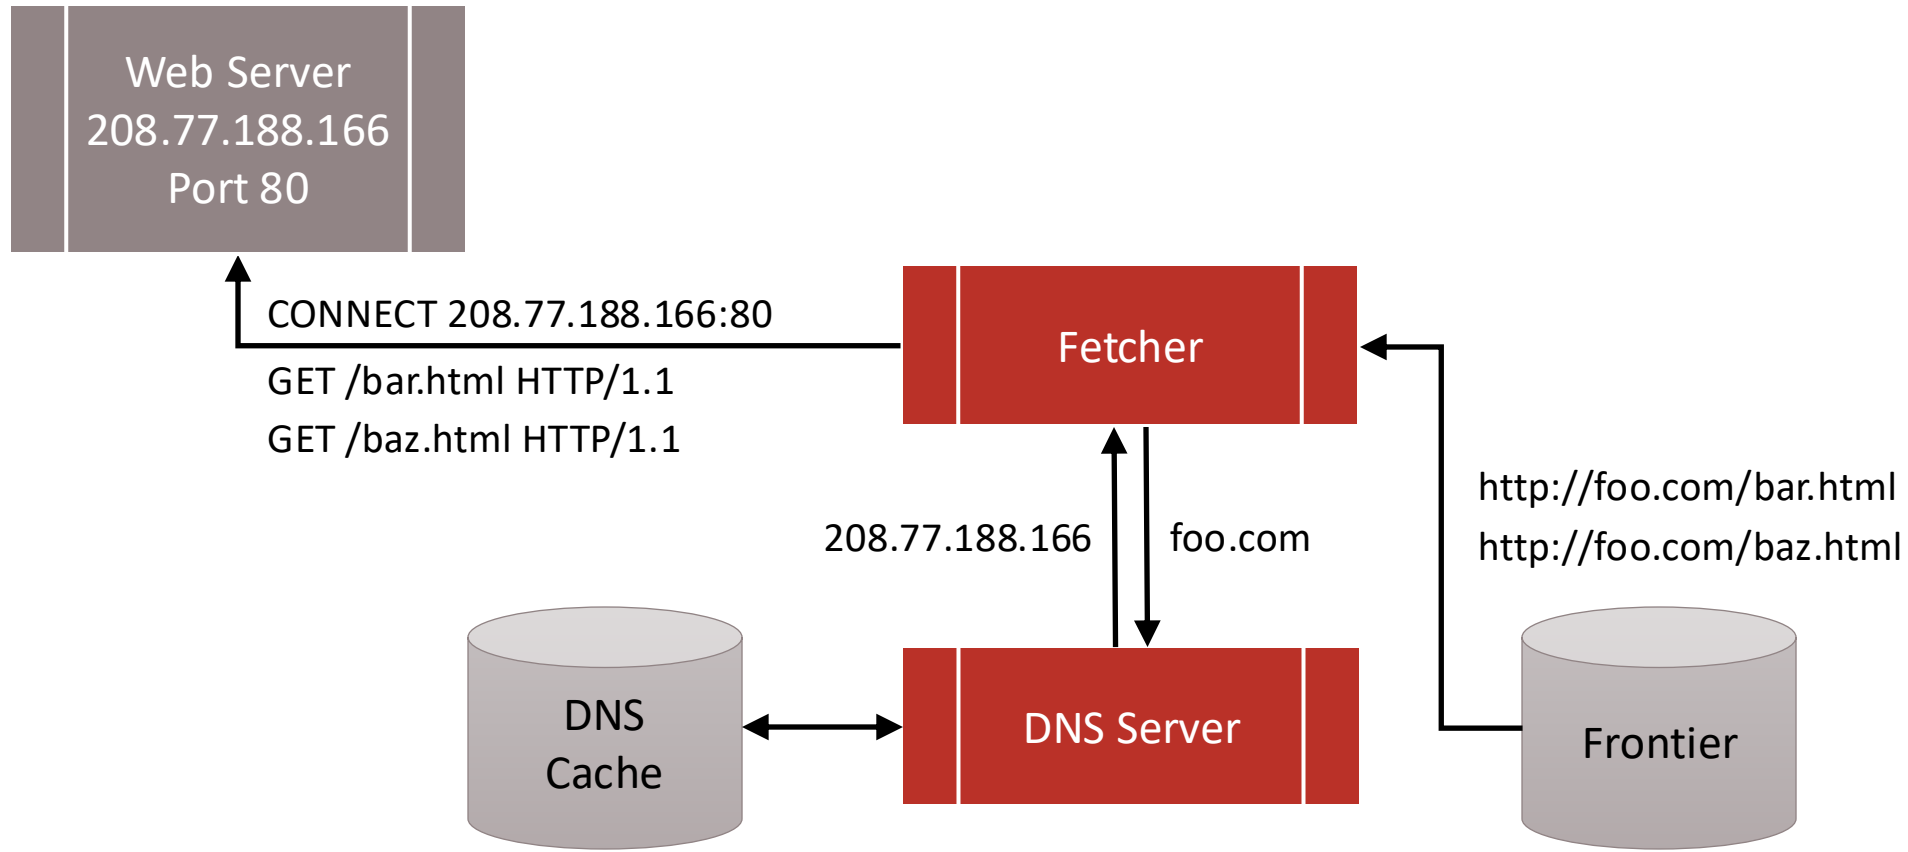 Web Server
208.77.188.166
Port 80
CONNECT 208.77.188.166:80
GET /bar.html HTTP/1.1
GET /baz.html HTTP/1.1
Fetcher
208.77.188.166
foo.com
http://foo.com/bar.html
http://foo.com/baz.html
DNS
Cache
DNS Server
Frontier